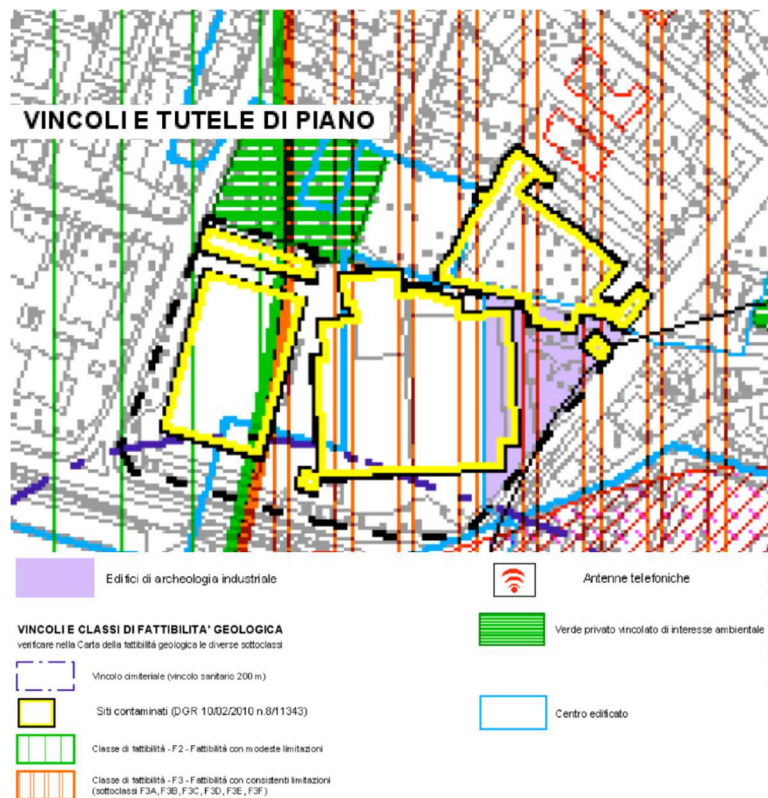 VINCOLI E TUTELE DI PIANO
Edifici di archeologia industriale
Antenne telefoniche
VINCOLI E CLASSI DI FATTIBILITA' GEOLOGICA
verificare nella Carta della fattibilità geologica le diverse sottoclassi
Verde privato vincolato di interesse ambientale
Vincolo cimiteriale (vincolo sanitario 200 m)
Siti contaminati (DGR 10/02/2010 n.8/11343)
Centro edificato
Classe di fattibilità - F2 - Fattibilità con modeste limitazioni
Classe di fattibilità - F3 - Fattibilità con consistenti limitazioni
(sottoclassi F3A, F3B, F3C, F3D, F3E, F3F)